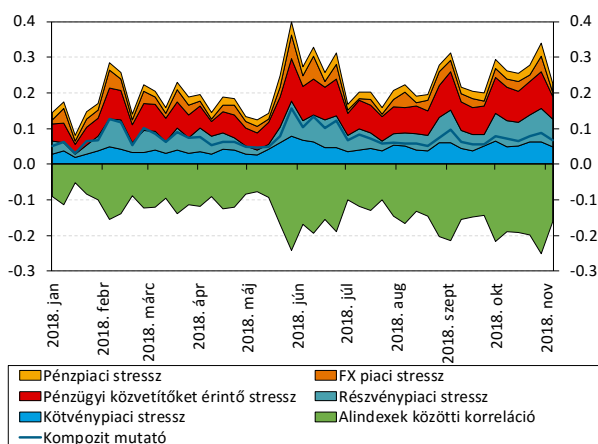 0.4 0.4
0.3 0.3
0.2 0.2
0.1 0.1
0.0 0.0
-0.1 -0.1
-0.2 -0.2
-0.3 -0.3
2018. jan
2018. febr
2018. márc
2018. ápr
2018. máj
2018. jún
2018. júl
2018. aug
2018. szept
2018. okt
2018. nov
Pénzpiaci stressz FX piaci stressz
Pénzügyi közvetítőket érintő stressz Részvénypiaci stressz
Kötvénypiaci stressz Alindexek közötti korreláció
Kompozit mutató